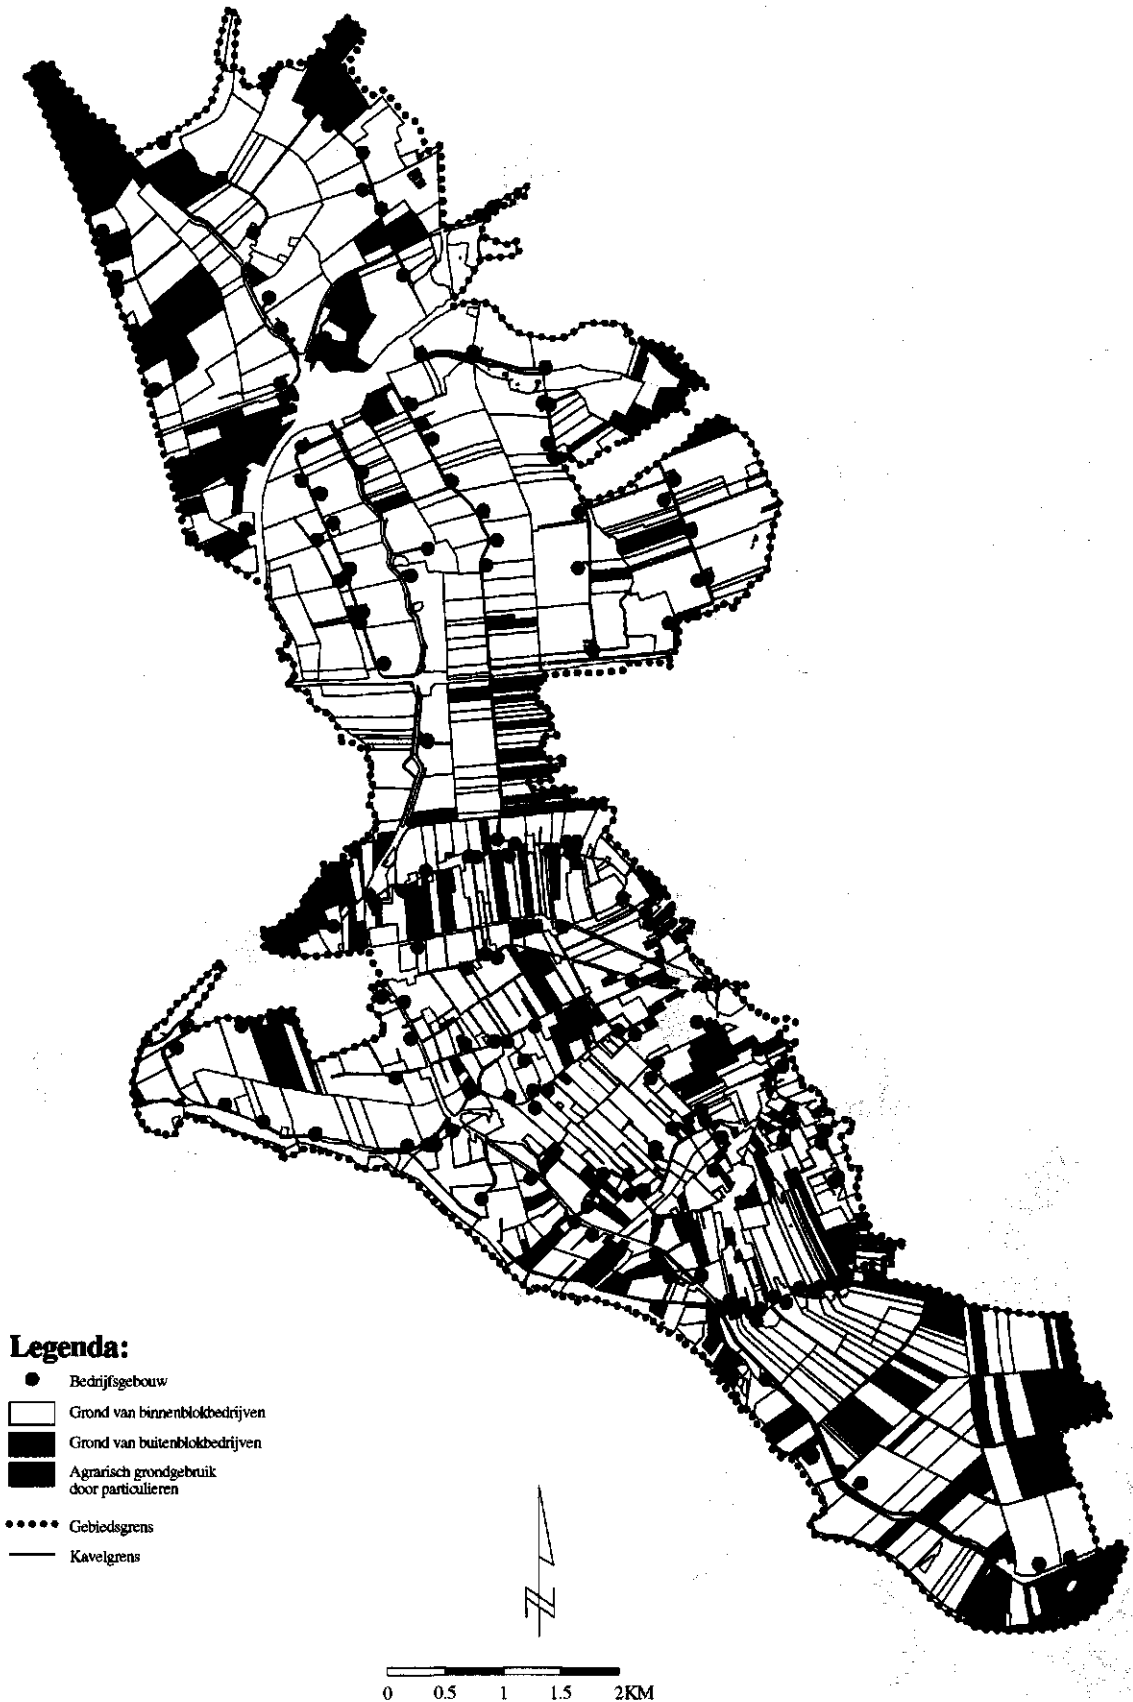 Legenda:
Bedrijfsgebouw
Grond van binnenblokbedrijven
Grond van buitenblokbedrijven
Agrarisch grondgebruik
door particulieren
Gebiedsgrens
Kavelgrens
N
0 0.5 1 1.5 2KM